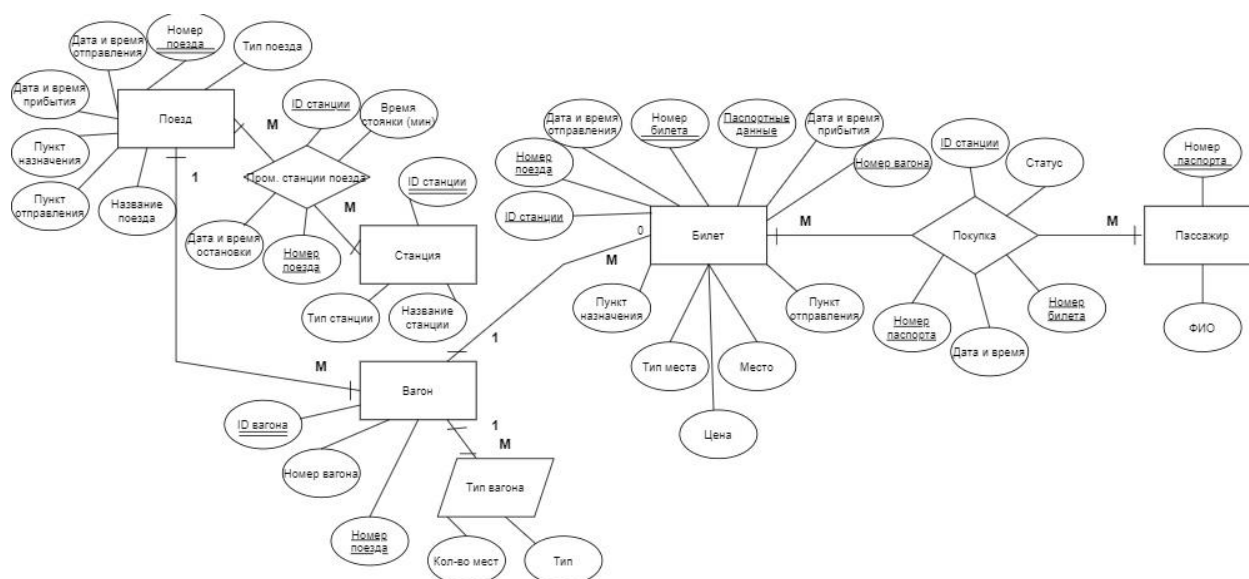 Номер
поезда
Дата и время
отправления
Тип поезда
Дата и время
прибытия
Поезд
М
ID станции
Время
стоянки (мин)
Пункт
назначения
1
Пром. станции поезда
Пункт
отправления
Название
поезда
М
ID станции
Дата и время
остановки
Номер
поезда
Станция
Тип станции
Название
станции
М
Вагон
1
ID вагона
1
М
Номер вагона
Тип вагона
Номер
поезда
Кол-во мест
Тип
Дата и время
отправления
Номер
билета
Паспортные
данные
Дата и время
прибытия
Номер
поезда
Номер вагона
ID станции
0
Билет
М
М
Пункт
назначения
Пункт
отправления
Тип места
Место
Цена
ID станции
Статус
Покупка
М
Номер
паспорта
Дата и время
Номер
билета
Номер
паспорта
Пассажир
ФИО